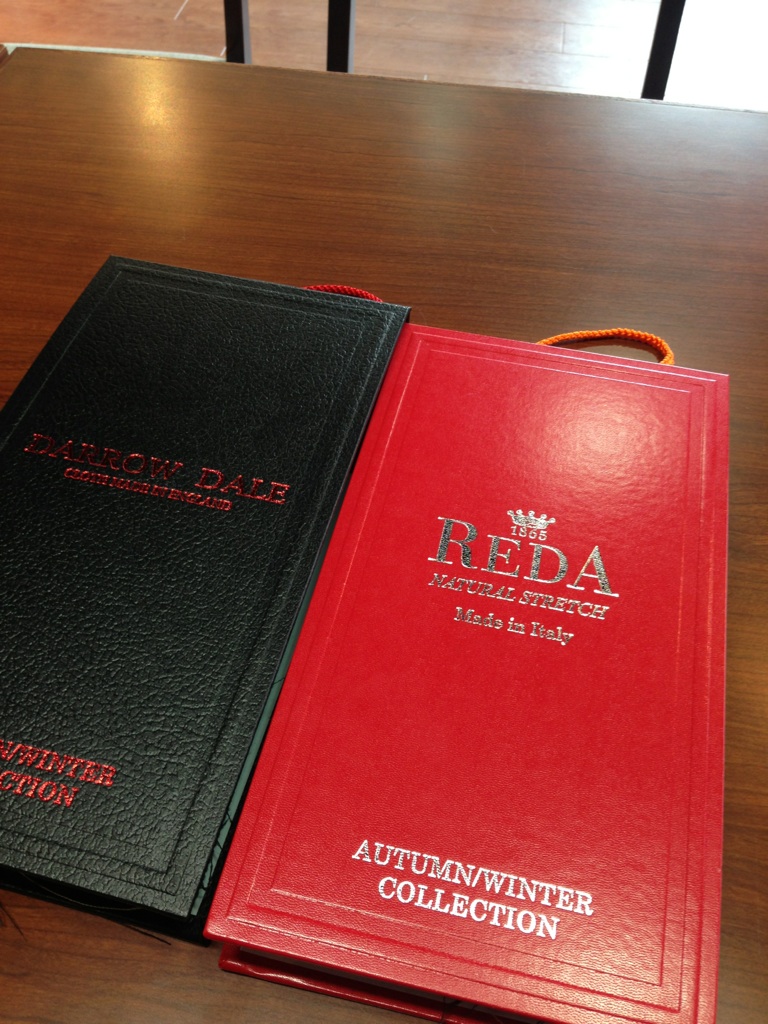 DARROW DALE
CLOTH MADE IN ENGLAND
N/WINTER
CTION
1865
REDA
NATURAL STRETCH
Made in Italy
AUTUMN/WINTER
COLLECTION